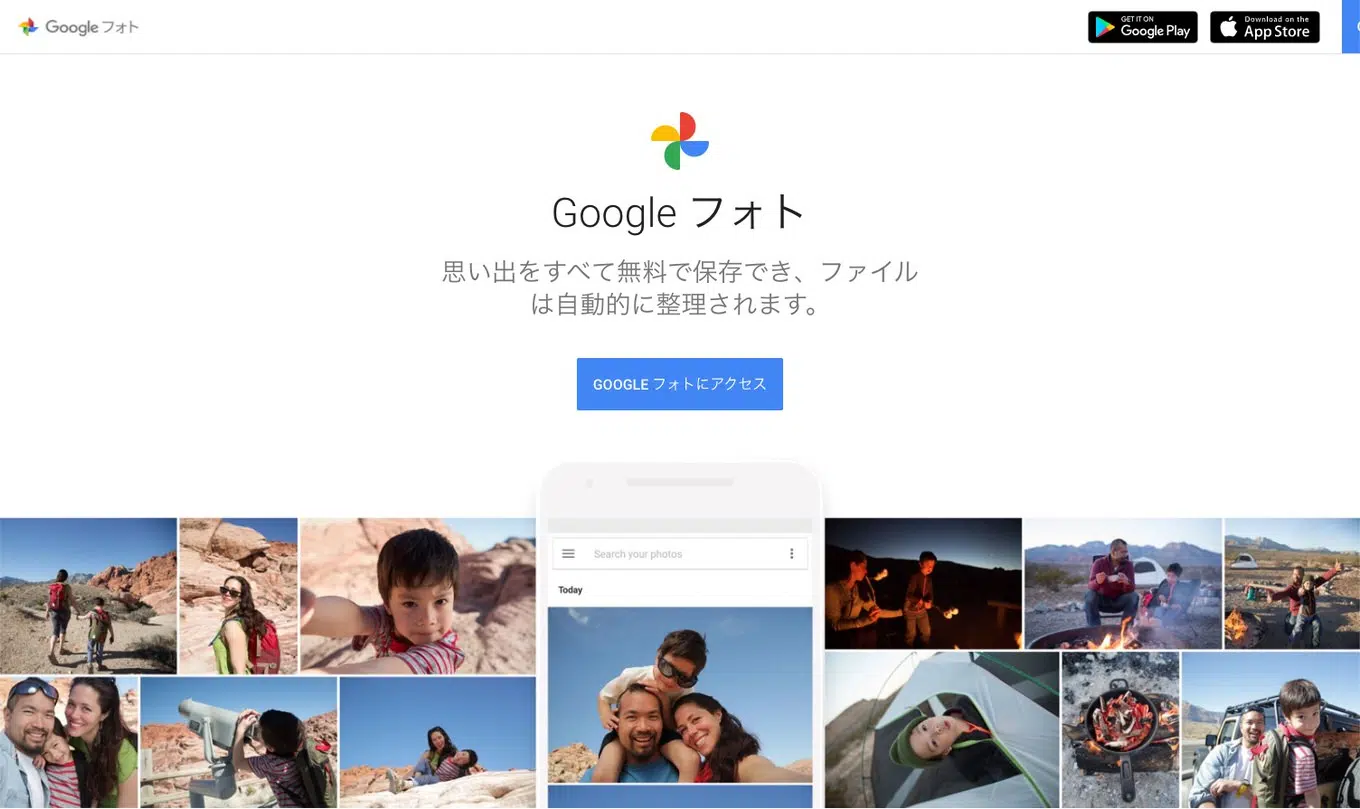 Google フォト
GET IT ON
Google Play
Download on the
App Store
Google フォト
思い出をすべて無料で保存でき、ファイル
は自動的に整理されます。
GOOGLE フォトにアクセス
Search your photos
Today